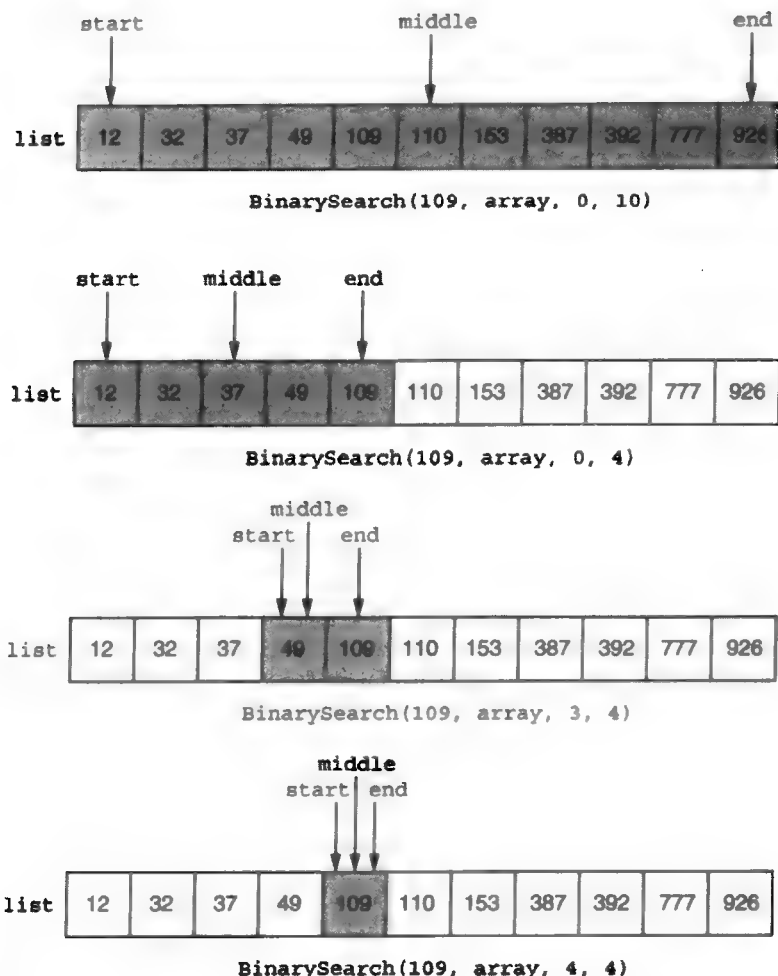 start middle end
list 12 32 37 49 109 110 153 387 392 777 926
BinarySearch(109, array, 0, 10)
start middle end
list 12 32 37 49 109 110 153 387 392 777 926
BinarySearch(109, array, 0, 4)
middle
start end
list 12 32 37 49 109 110 153 387 392 777 926
BinarySearch(109, array, 3, 4)
middle
start end
list 12 32 37 49 109 110 153 387 392 777 926
BinarySearch(109, array, 4, 4)